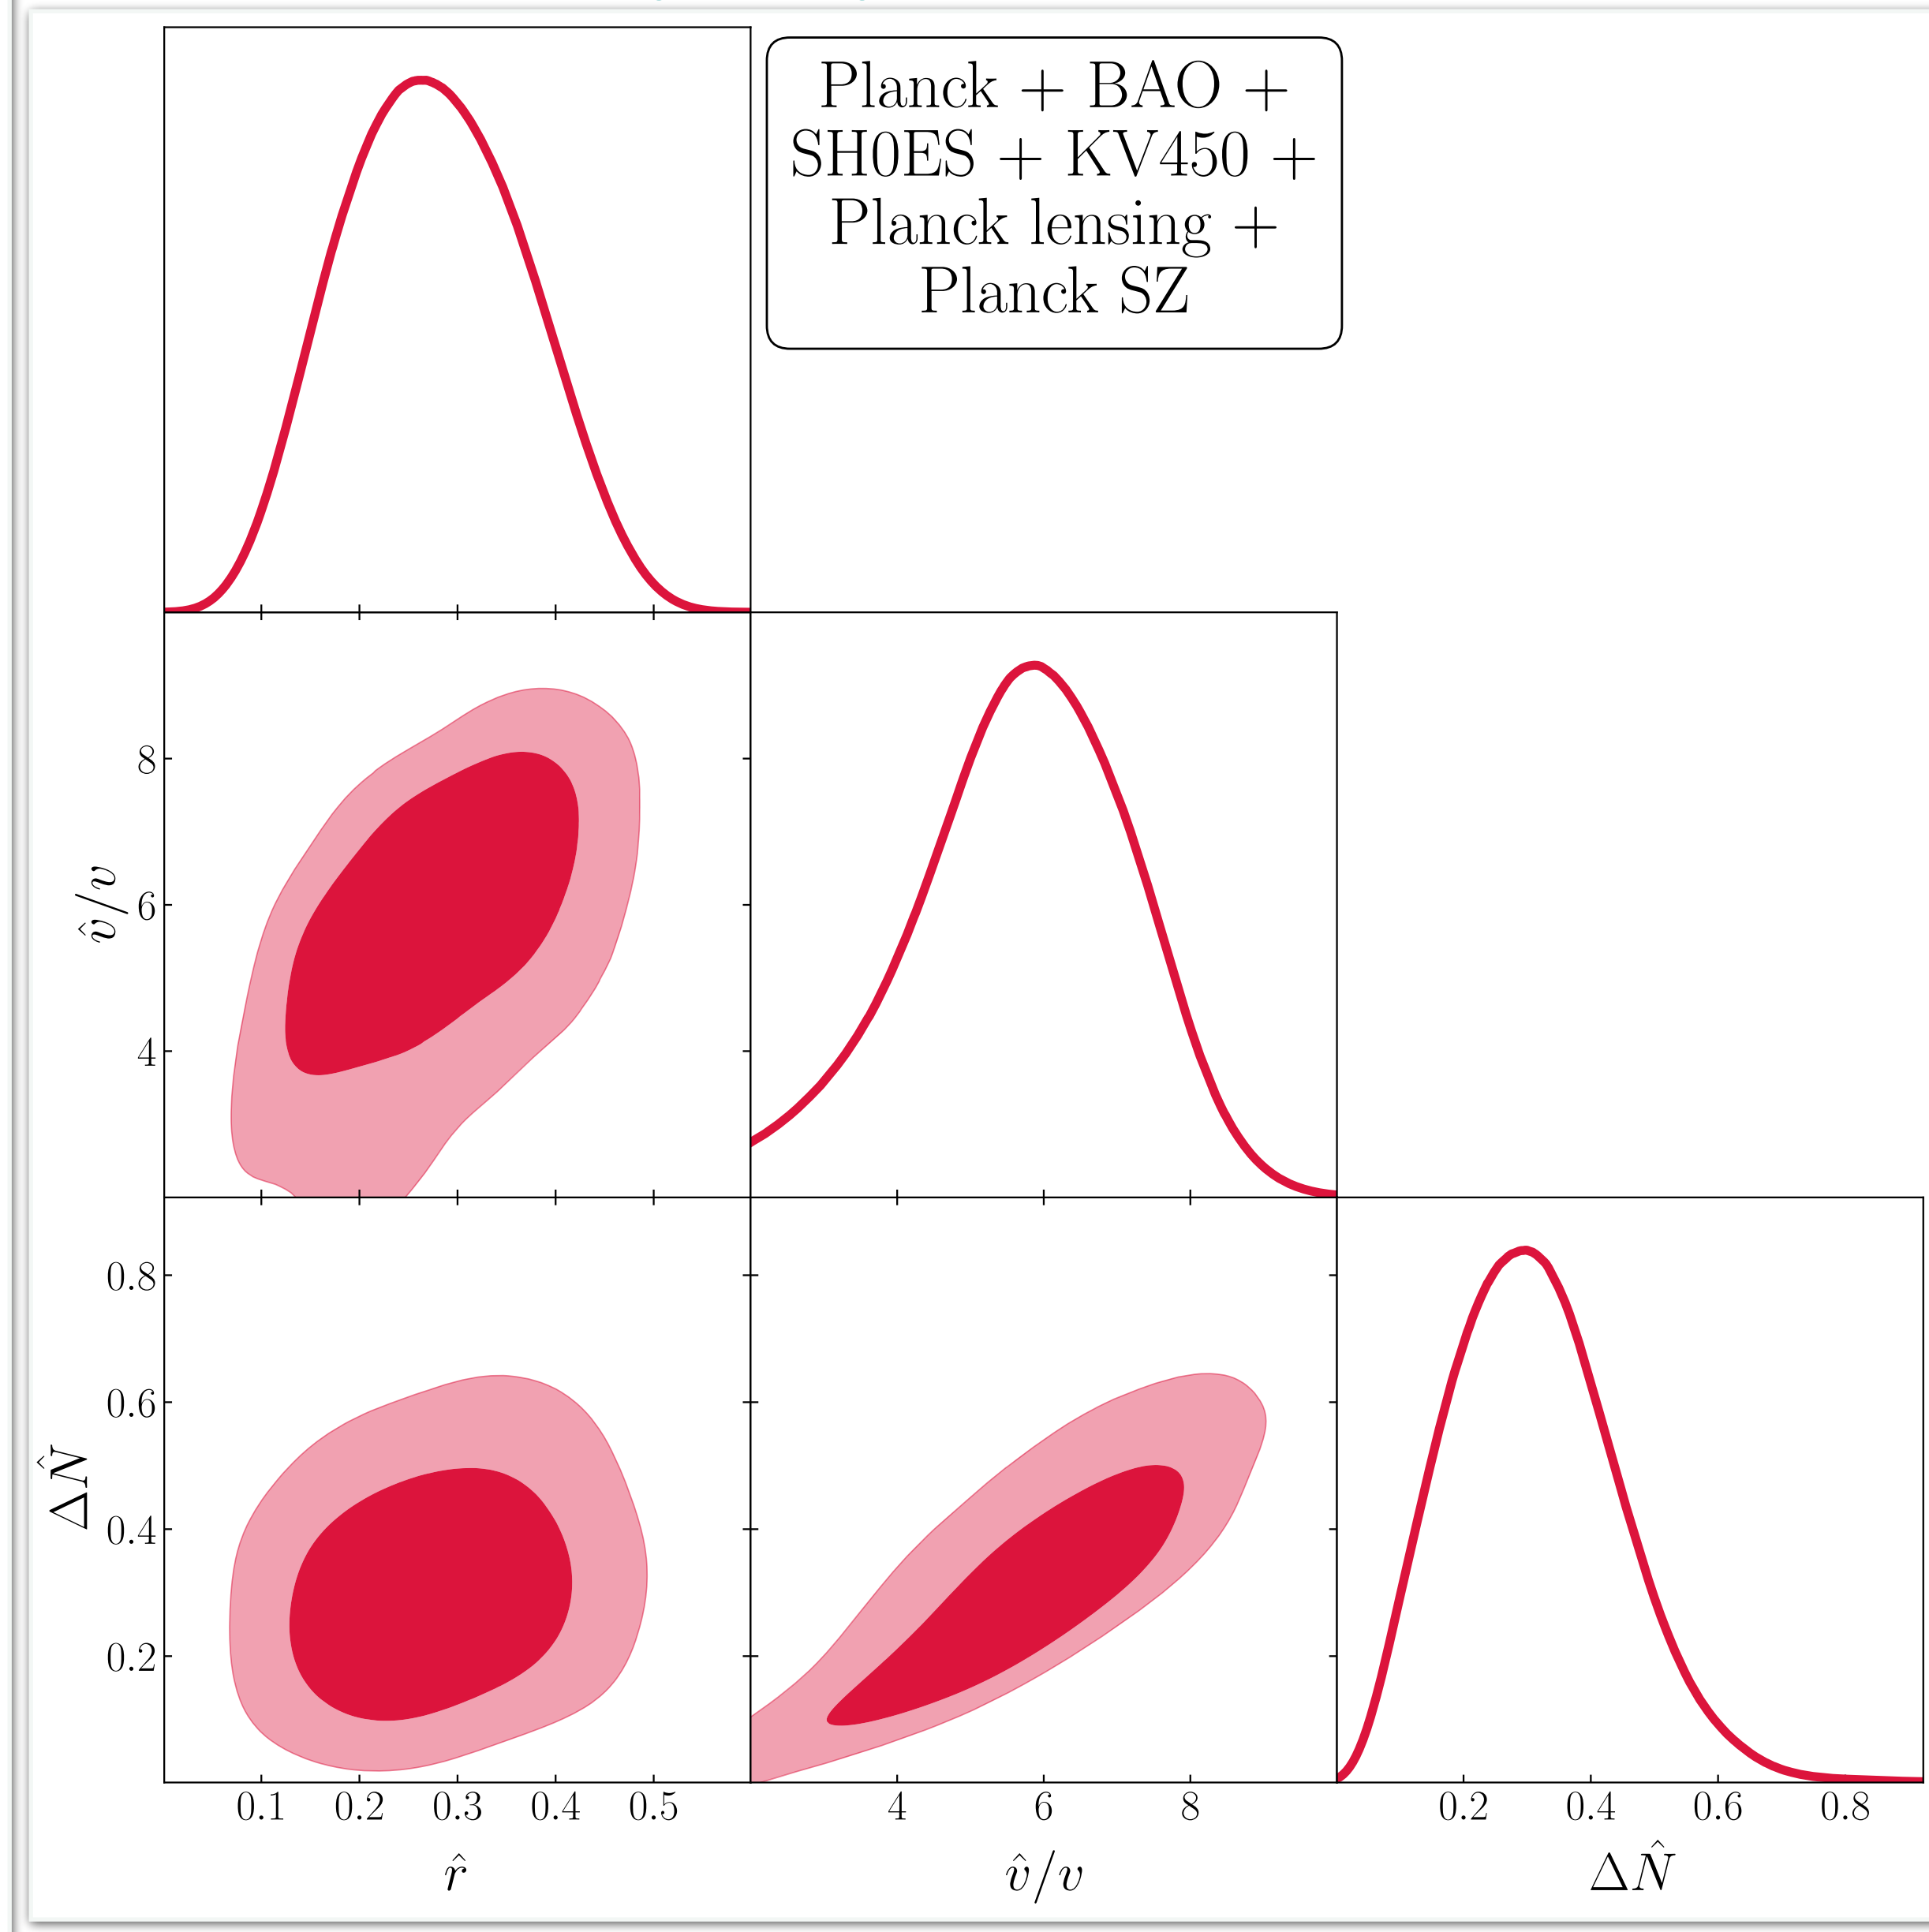 Planck + BAO +
SH0ES + KV450 +
Planck lensing +
Planck SZ
8
6
4
v̂/v
0.8
0.6
0.4
0.2
ΔN̂
0.1 0.2 0.3 0.4 0.5
4 6 8
0.2 0.4 0.6 0.8
r̂
v̂/v
ΔN̂